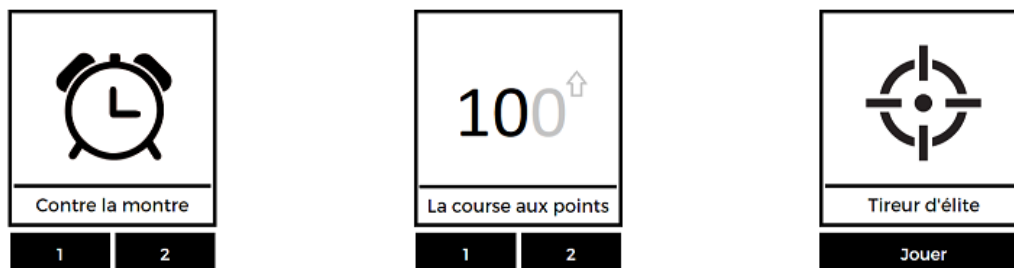 100
Contre la montre
La course aux points
Tireur d'élite
1 2
1 2
Jouer